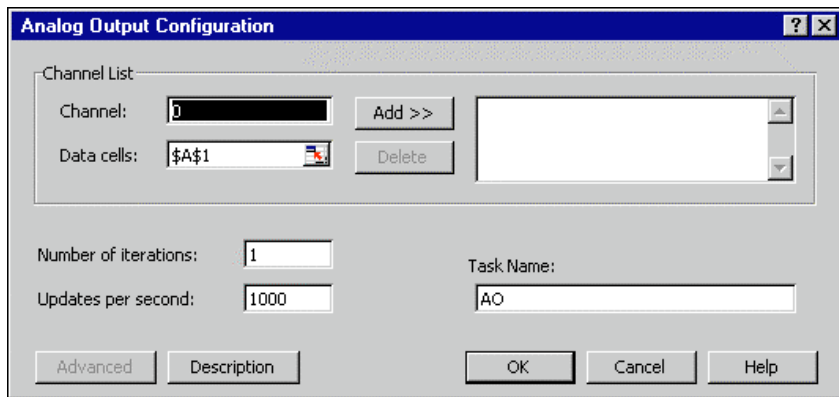 Analog Output Configuration
Channel List
Channel: 0 Add >>
Data cells: $A$1 Delete
Number of iterations: 1
Task Name:
Updates per second: 1000 AO
Advanced Description OK Cancel Help